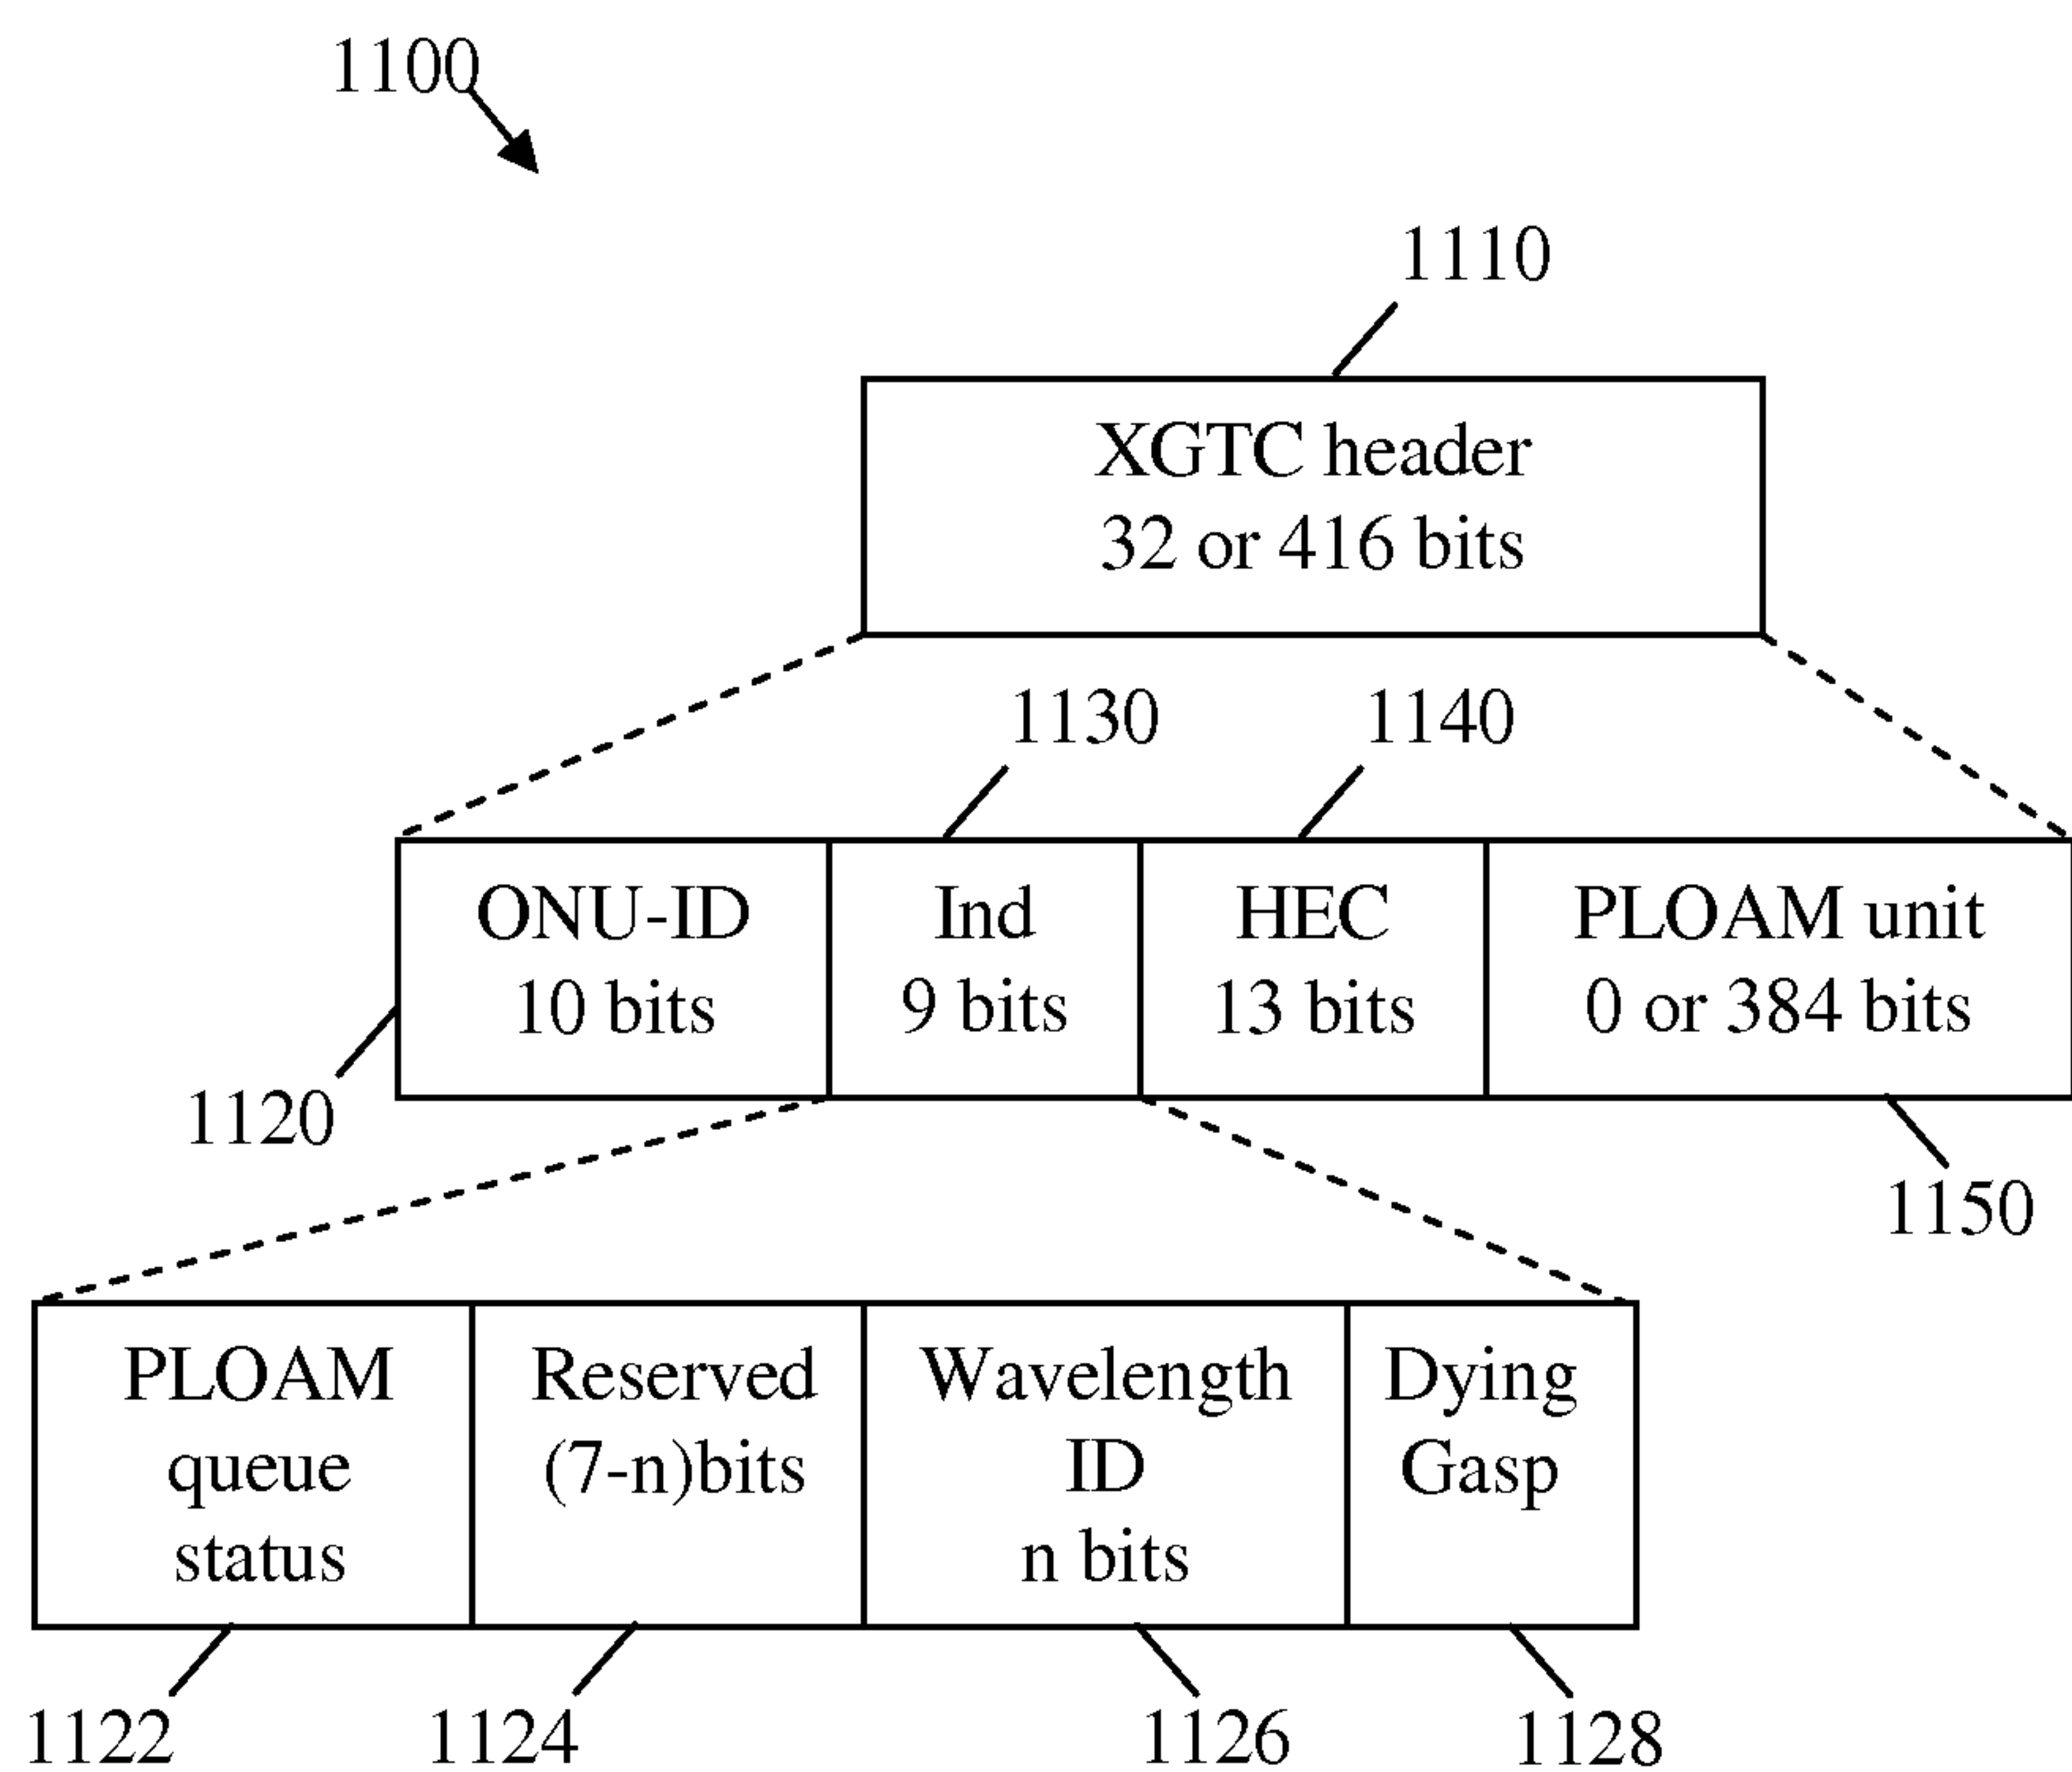 1100
1110
XGTC header
32 or 416 bits
1130
1140
ONU-ID
10 bits
Ind
9 bits
HEC
13 bits
PLOAM unit
0 or 384 bits
1120
1150
PLOAM
queue
status
Reserved
(7-n)bits
Wavelength
ID
n bits
Dying
Gasp
1122
1124
1126
1128